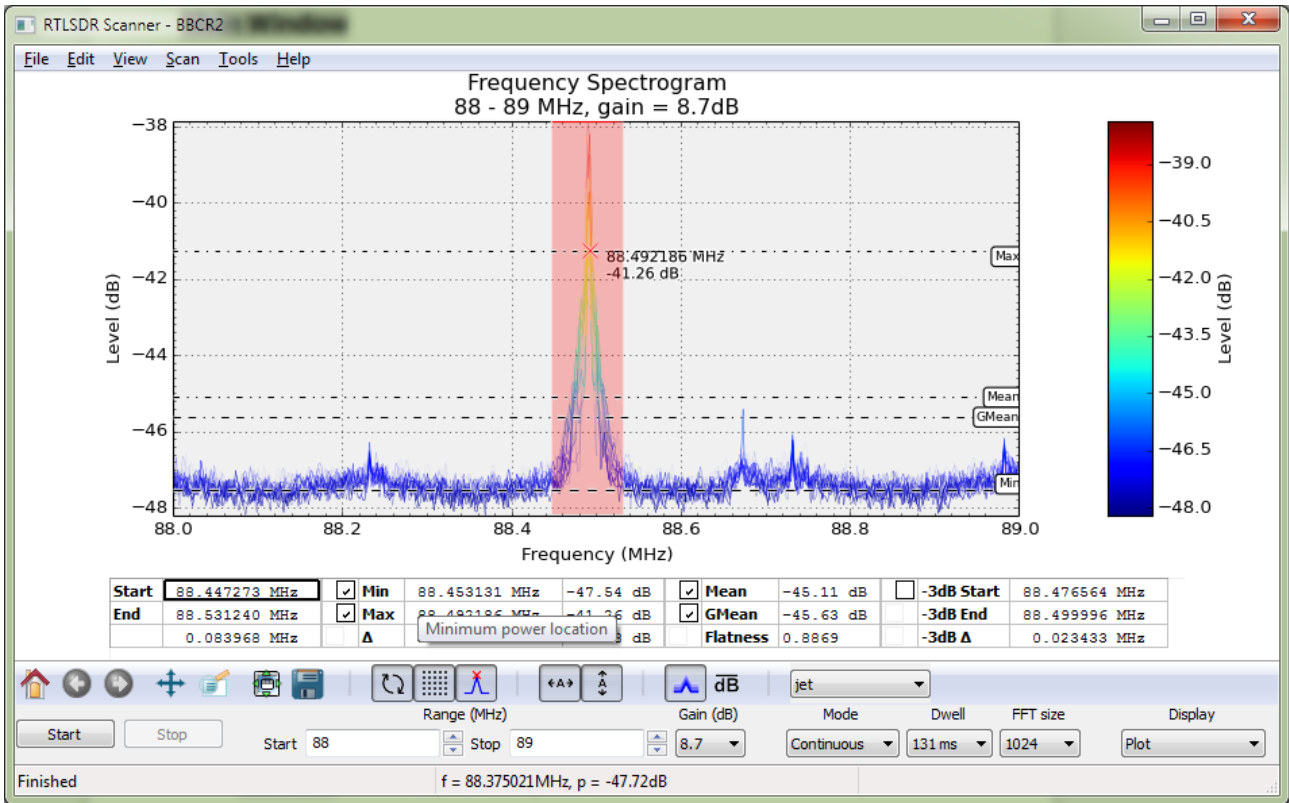 RTLSDR Scanner - BBCR2
File Edit View Scan Tools Help
Frequency Spectrogram
88 - 89 MHz, gain = 8.7dB
−38
−40
−42
−44
−46
−48
Level (dB)
88.492186 MHz
-41.26 dB
Max
Mean
GMean
Min
88.0 88.2 88.4 88.6 88.8 89.0
Frequency (MHz)
−39.0
−40.5
−42.0
−43.5
−45.0
−46.5
−48.0
Level (dB)
Start 88.447273 MHz Min 88.453131 MHz -47.54 dB Mean -45.11 dB -3dB Start 88.476564 MHz
End 88.531240 MHz Max 88.492186 MHz -41.26 dB GMean -45.63 dB -3dB End 88.499996 MHz
0.083968 MHz Δ dB Flatness 0.8869 -3dB Δ 0.023433 MHz
Minimum power location
A A dB jet
Range (MHz) Gain (dB) Mode Dwell FFT size Display
Start Stop Start 88 Stop 89 8.7 Continuous 131 ms 1024 Plot
Finished f = 88.375021MHz, p = -47.72dB